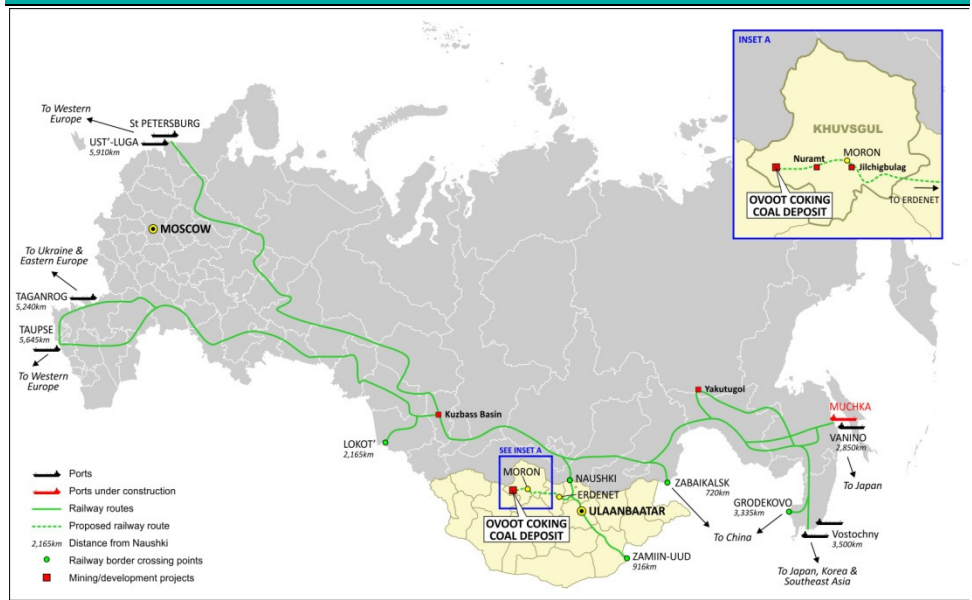 To Western
Europe
St PETERSBURG
UST'-LUGA
5,910km
MOSCOW
To Ukraine &
Eastern Europe
TAGANROG
5,240km
TAUPSE
5,645km
To Western
Europe
LOKOT'
2,165km
Kuzbass Basin
SEE INSET A
MORON
NAUSHKI
ERDENET
OVOOT COKING
COAL DEPOSIT
ULAANBAATAR
ZAMIIN-UUD
916km
ZABAIKALSK
720km
To China
Yakutugol
MUCHKA
VANINO
2,850km
To Japan
GRODEKOVO
3,335km
Vostochny
3,500km
To Japan, Korea &
Southeast Asia
INSET A
KHUVSGUL
MORON
Nuramt
Jilchigbulag
OVOOT COKING
COAL DEPOSIT
TO ERDENET
Ports
Ports under construction
Railway routes
Proposed railway route
2,165km Distance from Naushki
Railway border crossing points
Mining/development projects